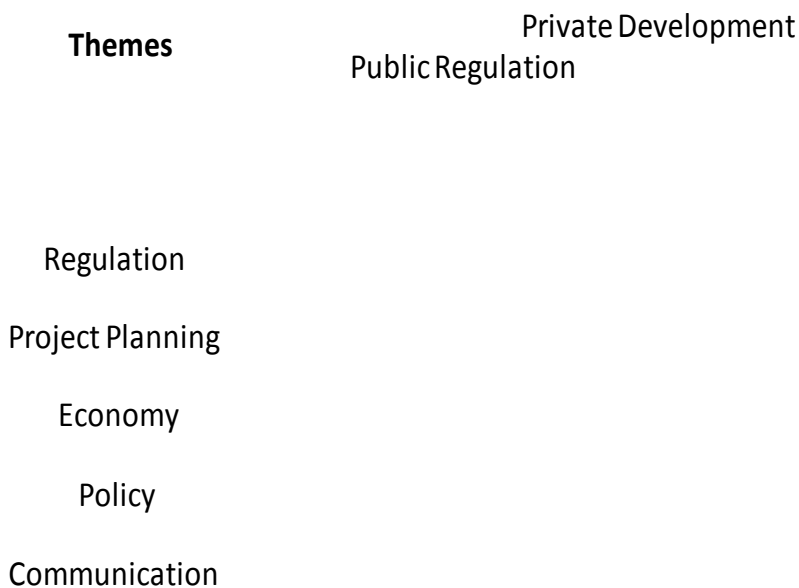 Themes
Private Development
Public Regulation
Regulation
Project Planning
Economy
Policy
Communication